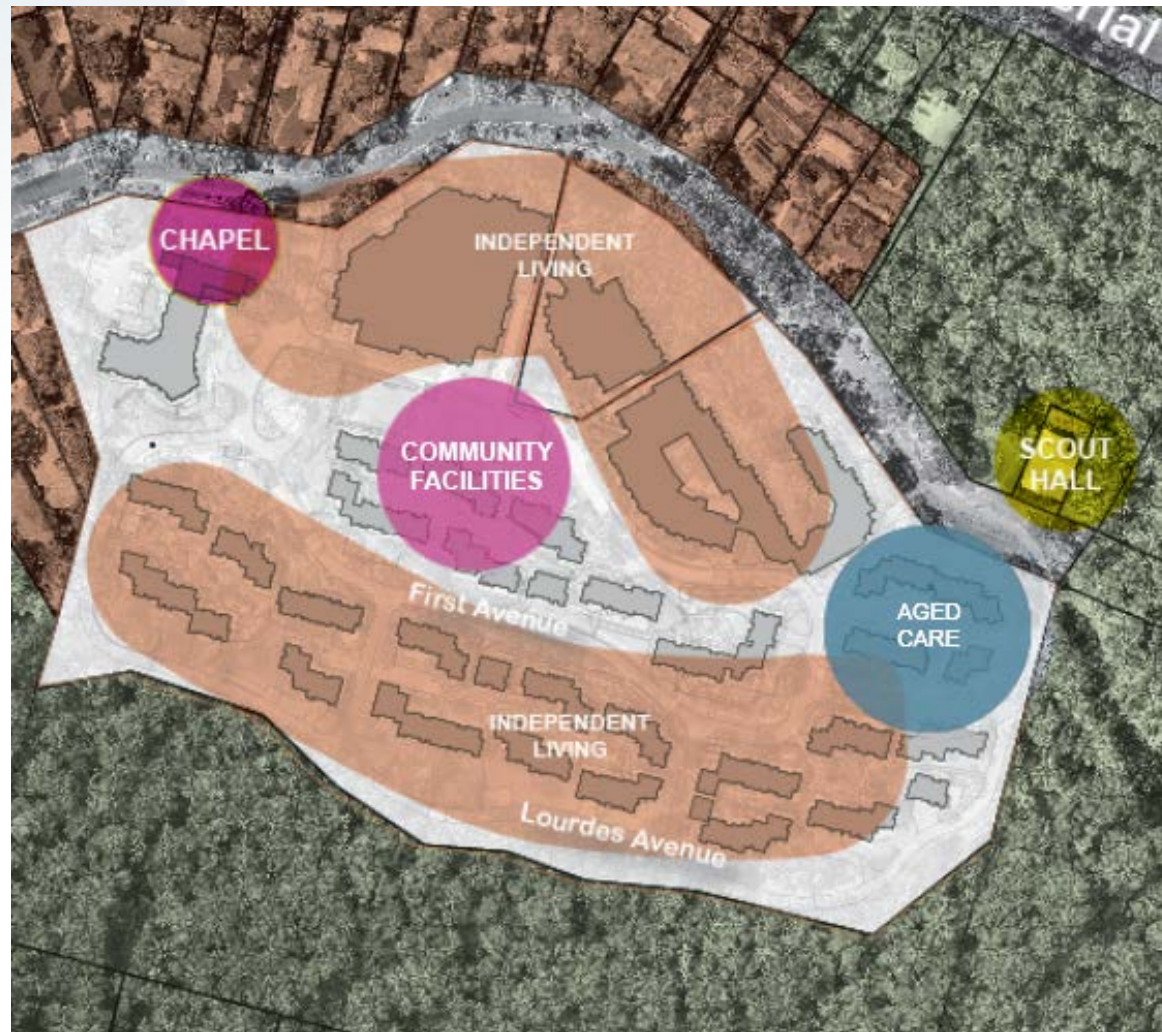 CHAPEL
INDEPENDENT
LIVING
COMMUNITY
FACILITIES
SCOUT
HALL
First Avenue
AGED
CARE
INDEPENDENT
LIVING
Lourdes Avenue